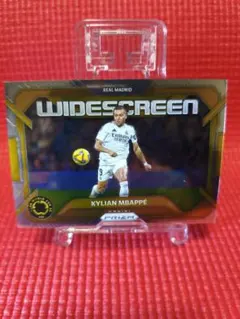 REAL MADRID
WIDESCREEN
KYLIAN MBAPPÉ
PRIZM